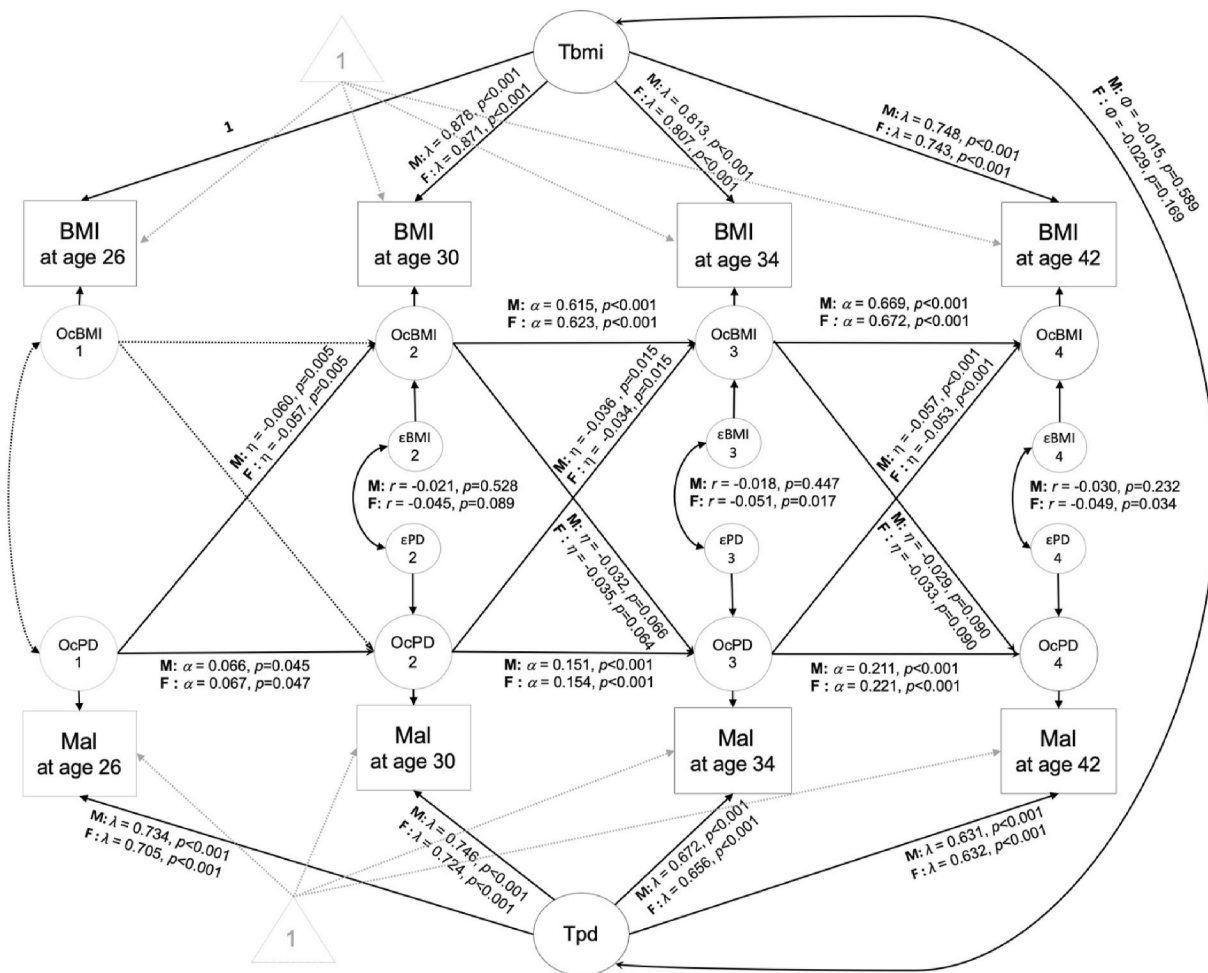 1
Tbmi
M: Φ = -0.015, p=0.589
F : Φ = -0.029, p=0.169
1
M: λ = 0.878, p<0.001
F : λ = 0.871, p<0.001
M: λ = 0.813, p<0.001
F : λ = 0.807, p<0.001
M: λ = 0.748, p<0.001
F : λ = 0.743, p<0.001
BMI
at age 26
BMI
at age 30
BMI
at age 34
BMI
at age 42
M: α = 0.615, p<0.001
F : α = 0.623, p<0.001
M: α = 0.669, p<0.001
F : α = 0.672, p<0.001
OcBMI
1
OcBMI
2
OcBMI
3
OcBMI
4
M: η = -0.060, p=0.005
F : η = -0.057, p=0.005
M: η = -0.036, p=0.015
F : η = -0.034, p=0.015
M: η = -0.057, p<0.001
F : η = -0.053, p<0.001
εBMI
2
εBMI
3
εBMI
4
M: r = -0.021, p=0.528
F: r = -0.045, p=0.089
M: r = -0.018, p=0.447
F: r = -0.051, p=0.017
M: r = -0.030, p=0.232
F: r = -0.049, p=0.034
εPD
2
εPD
3
εPD
4
M: η = -0.032, p=0.066
F : η = -0.035, p=0.064
M: η = -0.029, p=0.090
F : η = -0.033, p=0.090
OcPD
1
OcPD
2
OcPD
3
OcPD
4
M: α = 0.066, p=0.045
F : α = 0.067, p=0.047
M: α = 0.151, p<0.001
F : α = 0.154, p<0.001
M: α = 0.211, p<0.001
F : α = 0.221, p<0.001
Mal
at age 26
Mal
at age 30
Mal
at age 34
Mal
at age 42
M: λ = 0.734, p<0.001
F : λ = 0.705, p<0.001
M: λ = 0.746, p<0.001
F : λ = 0.724, p<0.001
M: λ = 0.672, p<0.001
F : λ = 0.656, p<0.001
M: λ = 0.631, p<0.001
F : λ = 0.632, p<0.001
1
Tpd